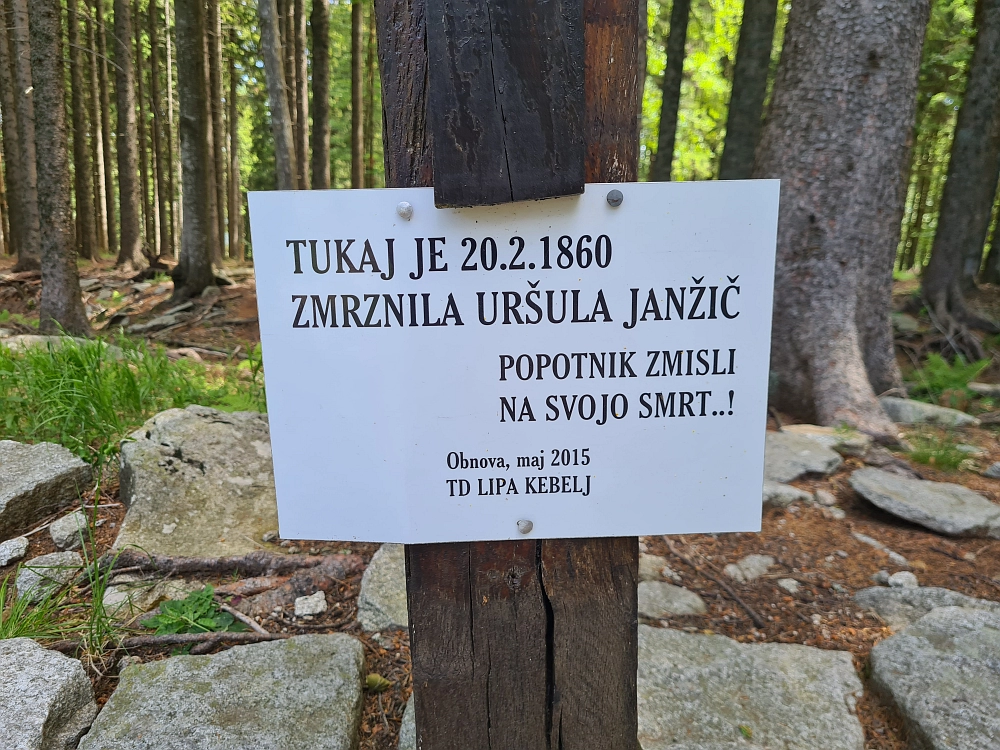 TUKAJ JE 20.2.1860
ZMRZNILA URŠULA JANŽIČ
POPOTNIK ZMISLI
NA SVOJO SMRT..!
Obnova, maj 2015
TD LIPA KEBELJ